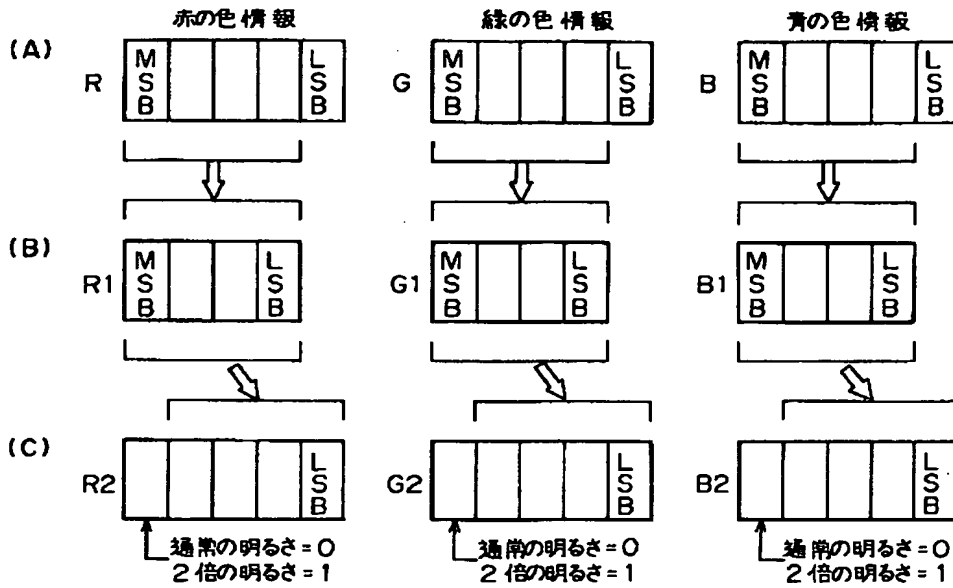 赤の色情報 緑の色情報 青の色情報
(A)
R MSB LSB G MSB LSB B MSB LSB
(B)
R1 MSB LSB G1 MSB LSB B1 MSB LSB
(C)
R2 LSB G2 LSB B2 LSB
通常の明るさ=0 通常の明るさ=0 通常の明るさ=0
2倍の明るさ=1 2倍の明るさ=1 2倍の明るさ=1